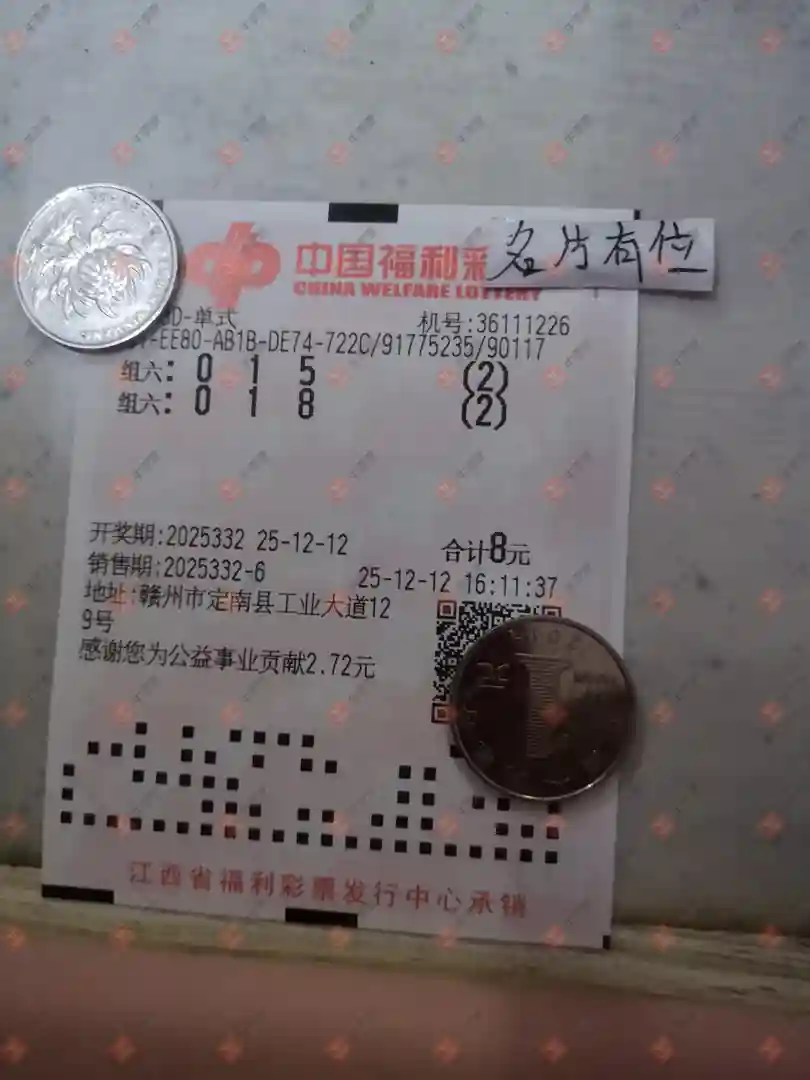 中国福利彩
名片有位
CHINA WELFARE LOTTERY
3D-单式 机号:36111226
-EE80-AB1B-DE74-722C/91775235/90117
组六: 0 1 5 (2)
组六: 0 1 8 (2)
开奖期:2025332 25-12-12 合计8元
销售期:2025332-6 25-12-12 16:11:37
地址:赣州市定南县工业大道12
9号
感谢您为公益事业贡献2.72元
江西省福利彩票发行中心承销